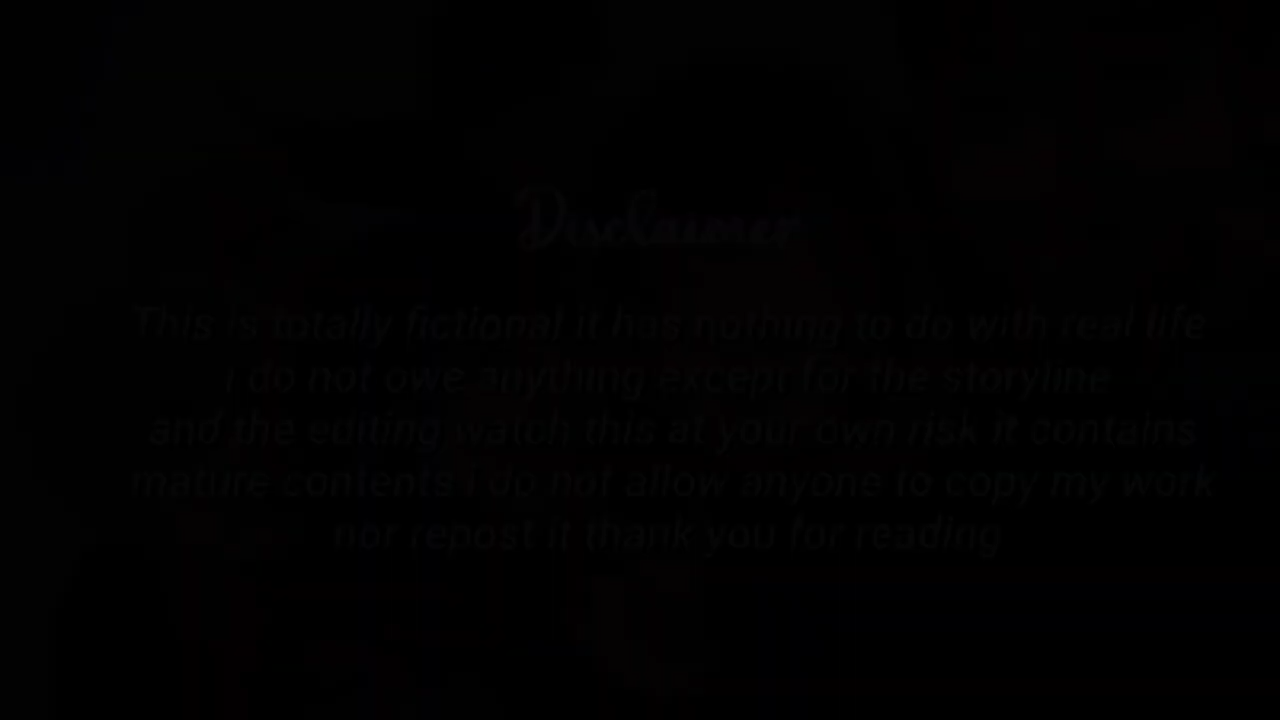 Disclaimer
This is totally fictional it has nothing to do with real life
i do not owe anything except for the storyline
and the editing watch this at your own risk it contains
mature contents i do not allow anyone to copy my work
nor repost it thank you for reading